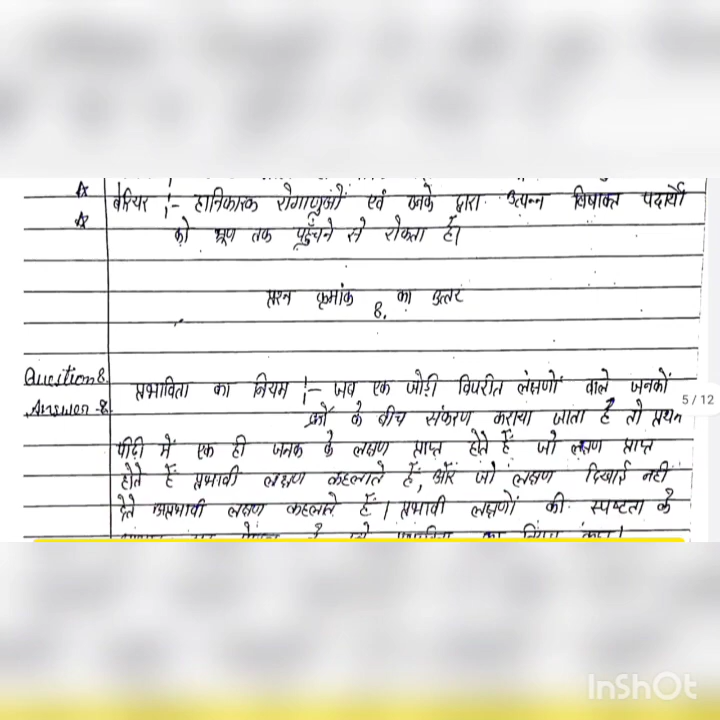 बेरियर :- हानिकारक रोगाणुओं एवं उनके द्वारा उत्पन्न विषाक्त पदार्थों
को भ्रूण तक पहुँचने से रोकता है।
प्रश्न क्रमांक 8. का उत्तर
Question 8.
Answer - 8.
प्रभाविता का नियम :- जब एक जोड़ी विपरीत लक्षणों वाले जनकों
के बीच संकरण कराया जाता है तो प्रथम
पीढ़ी में एक ही जनक के लक्षण प्राप्त होते हैं जो लक्षण प्राप्त
होते हैं प्रभावी लक्षण कहलाते हैं, और जो लक्षण दिखाई नहीं
देते अप्रभावी लक्षण कहलाते हैं। प्रभावी लक्षणों की स्पष्टता के
5 / 12
InShOt